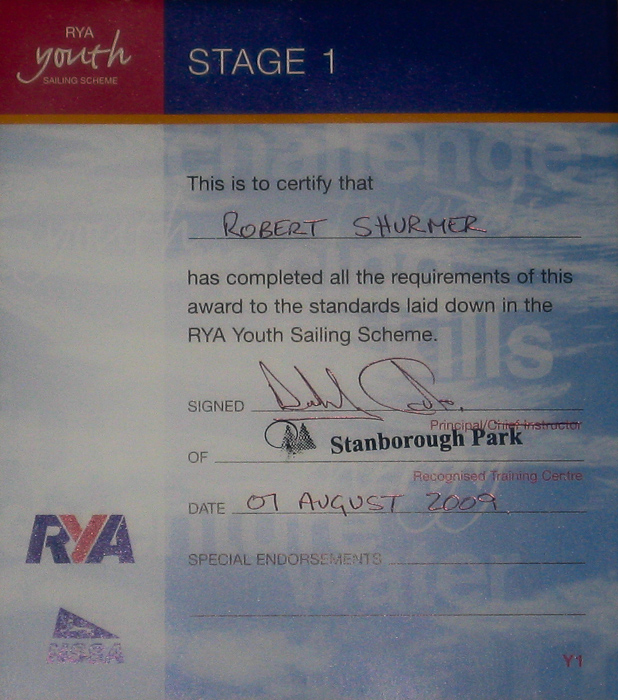 RYA
youth
SAILING SCHEME
STAGE 1
This is to certify that
ROBERT SHURMER
has completed all the requirements of this
award to the standards laid down in the
RYA Youth Sailing Scheme.
SIGNED
Principal/Chief Instructor
Stanborough Park
OF
Recognised Training Centre
DATE 07 AUGUST 2009
RYA
SPECIAL ENDORSEMENTS
NSSA
Y1